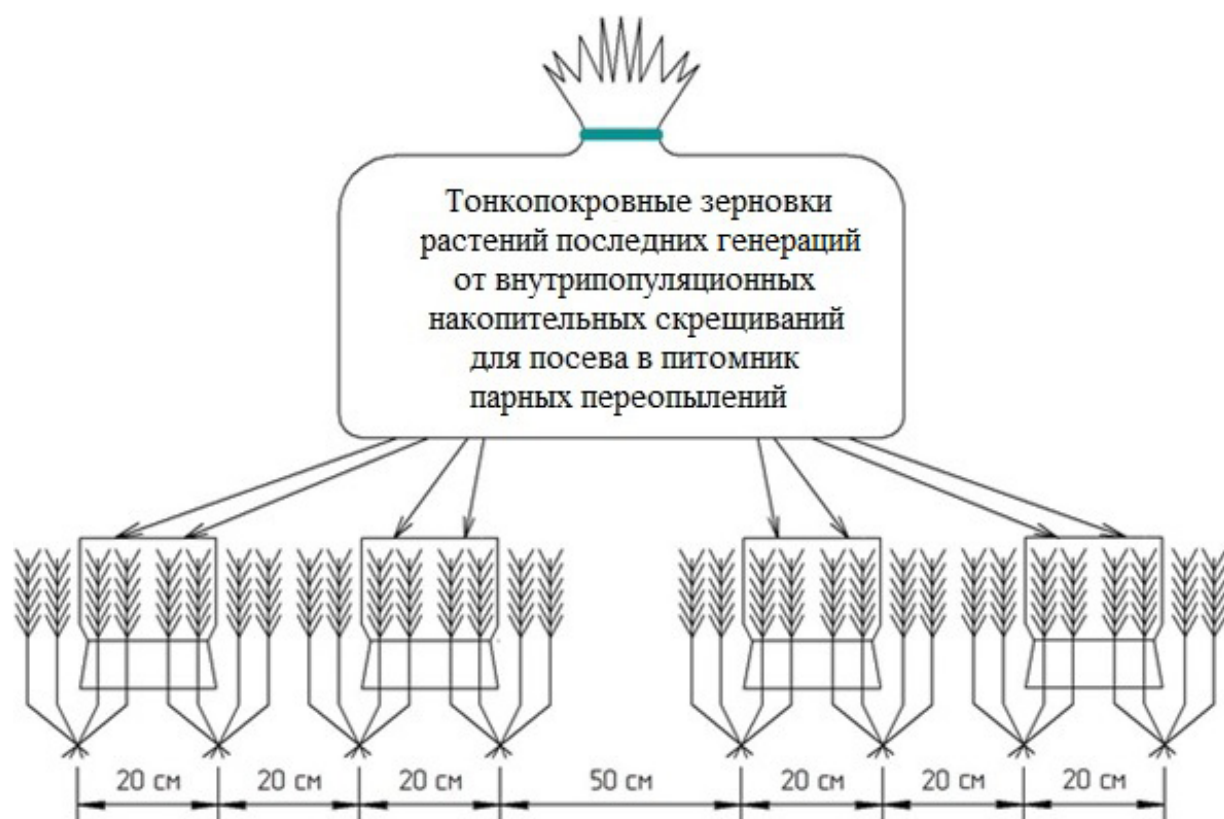 Тонкопокровные зерновки
растений последних генераций
от внутрипопуляционных
накопительных скрещиваний
для посева в питомник
парных переопылений
20 см 20 см 20 см 50 см 20 см 20 см 20 см